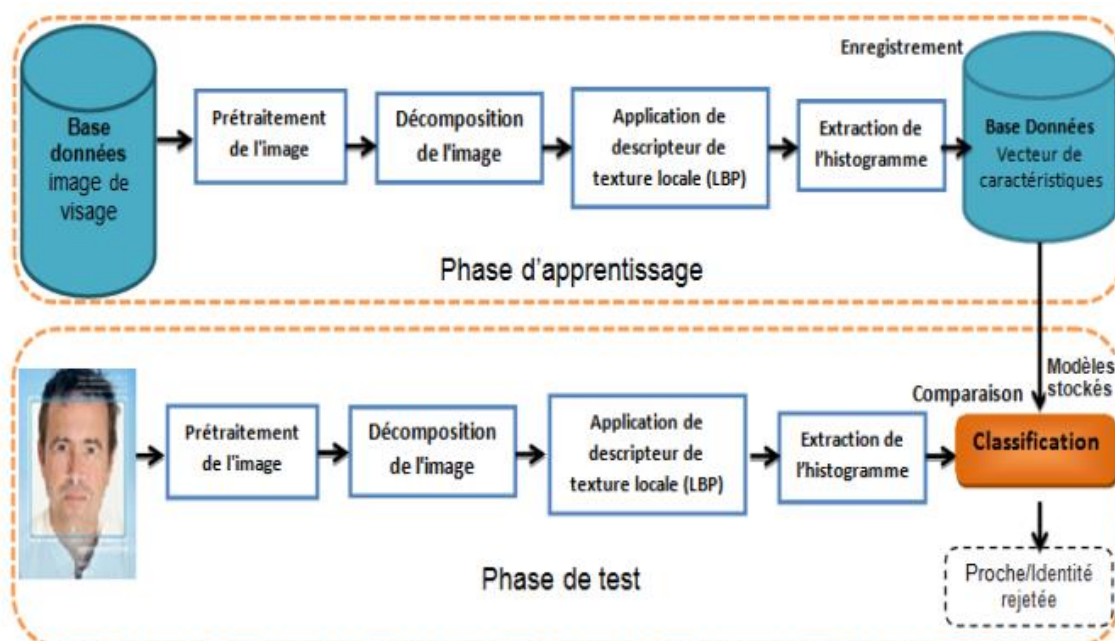 Enregistrement
Base
données
image de
visage
Prétraitement
de l'image
Décomposition
de l'image
Application de
descripteur de
texture locale (LBP)
Extraction de
l'histogramme
Base Données
Vecteur de
caractéristiques
Phase d'apprentissage
Modèles
stockés
Comparaison
Prétraitement
de l'image
Décomposition
de l'image
Application de
descripteur de
texture locale (LBP)
Extraction de
l'histogramme
Classification
Phase de test
Proche/Identité
rejetée